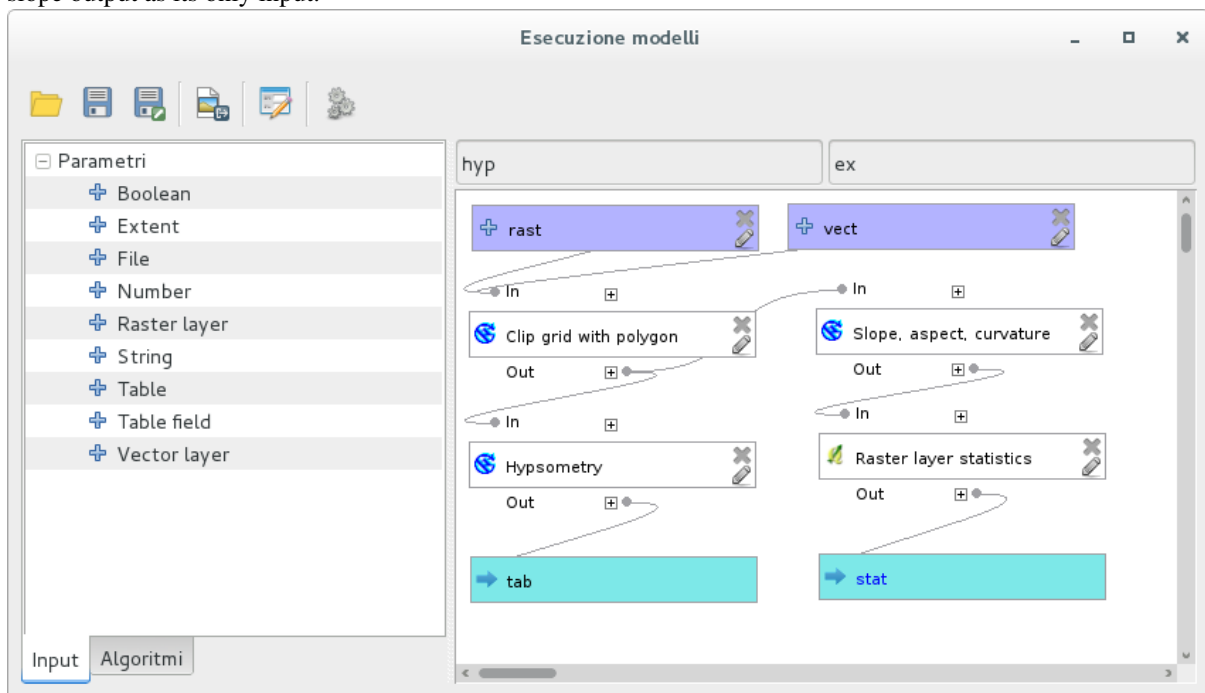 slope output as its only input.
Esecuzione modelli
Parametri
Boolean
Extent
File
Number
Raster layer
String
Table
Table field
Vector layer
Input
Algoritmi
hyp
ex
rast
vect
In
In
Clip grid with polygon
Slope, aspect, curvature
Out
Out
In
In
Hypsometry
Raster layer statistics
Out
Out
tab
stat